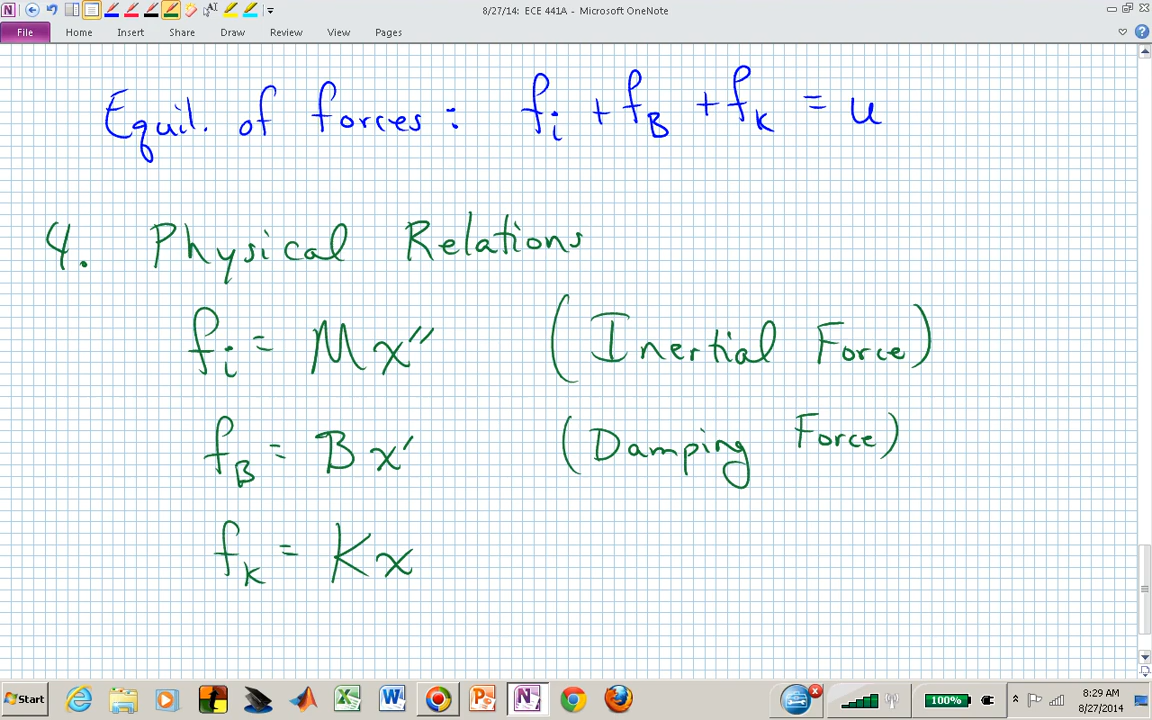 8/27/14: ECE 441A - Microsoft OneNote
File Home Insert Share Draw Review View Pages
Equil. of forces: fi + fB + fK = u
4. Physical Relations
fi = Mx″ (Inertial Force)
fB = Bx′ (Damping Force)
fK = Kx
Start 100% 8:29 AM
8/27/2014